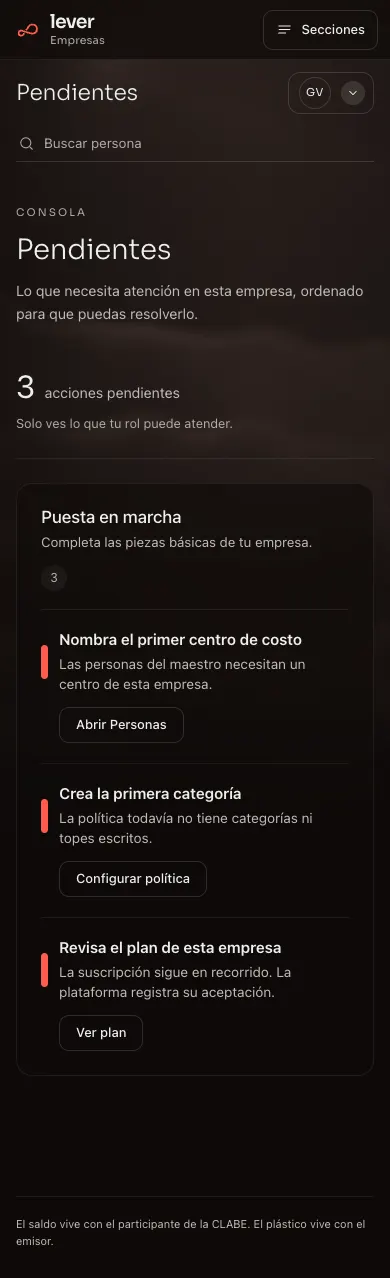 lever
Empresas
Secciones
Pendientes
GV
Buscar persona
CONSOLA
Pendientes
Lo que necesita atención en esta empresa, ordenado
para que puedas resolverlo.
3 acciones pendientes
Solo ves lo que tu rol puede atender.
Puesta en marcha
Completa las piezas básicas de tu empresa.
3
Nombra el primer centro de costo
Las personas del maestro necesitan un
centro de esta empresa.
Abrir Personas
Crea la primera categoría
La política todavía no tiene categorías ni
topes escritos.
Configurar política
Revisa el plan de esta empresa
La suscripción sigue en recorrido. La
plataforma registra su aceptación.
Ver plan
El saldo vive con el participante de la CLABE. El plástico vive con el
emisor.